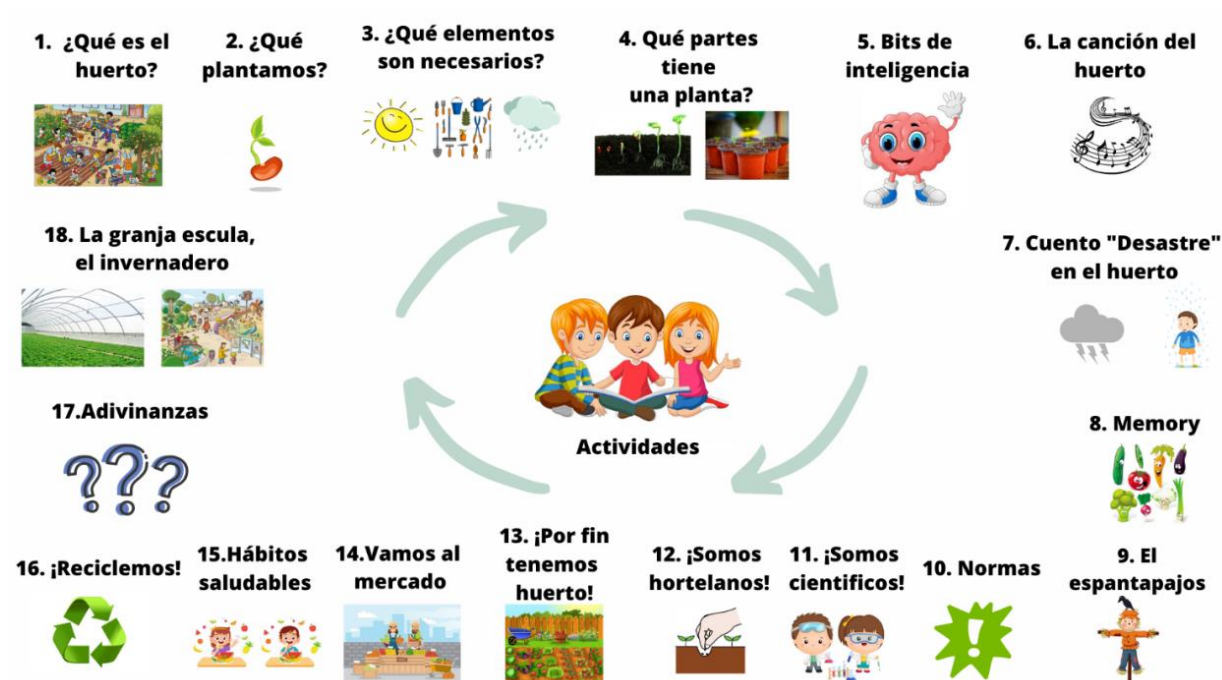 1. ¿Qué es el
huerto?
2. ¿Qué
plantamos?
3. ¿Qué elementos
son necesarios?
4. Qué partes
tiene
una planta?
5. Bits de
inteligencia
6. La canción del
huerto
7. Cuento "Desastre"
en el huerto
8. Memory
9. El
espantapajos
10. Normas
11. ¡Somos
cientificos!
12. ¡Somos
hortelanos!
13. ¡Por fin
tenemos
huerto!
14.Vamos al
mercado
15.Hábitos
saludables
16. ¡Reciclemos!
17.Adivinanzas
18. La granja escula,
el invernadero
Actividades